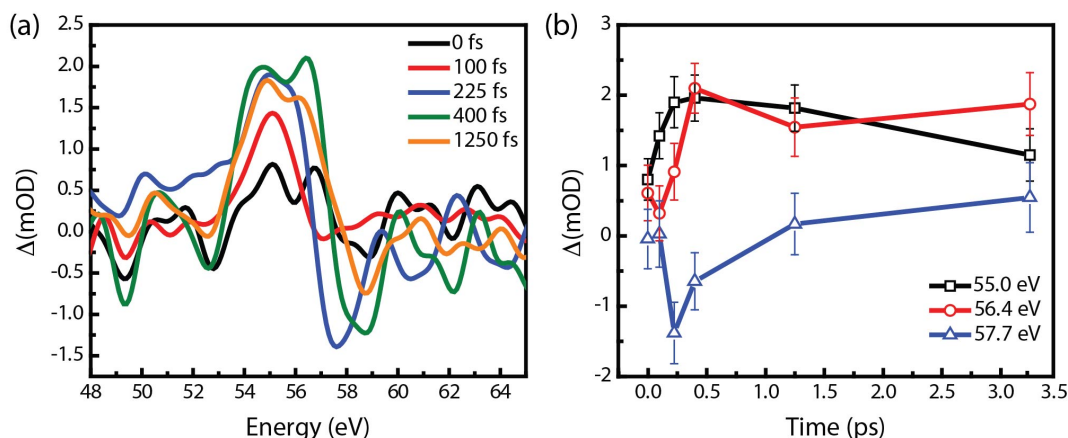 (a)
2.5
2.0
1.5
1.0
0.5
0.0
-0.5
-1.0
-1.5
Δ(mOD)
48 50 52 54 56 58 60 62 64
Energy (eV)
0 fs
100 fs
225 fs
400 fs
1250 fs
(b)
3
2
1
0
-1
-2
Δ(mOD)
0.0 0.5 1.0 1.5 2.0 2.5 3.0 3.5
Time (ps)
55.0 eV
56.4 eV
57.7 eV